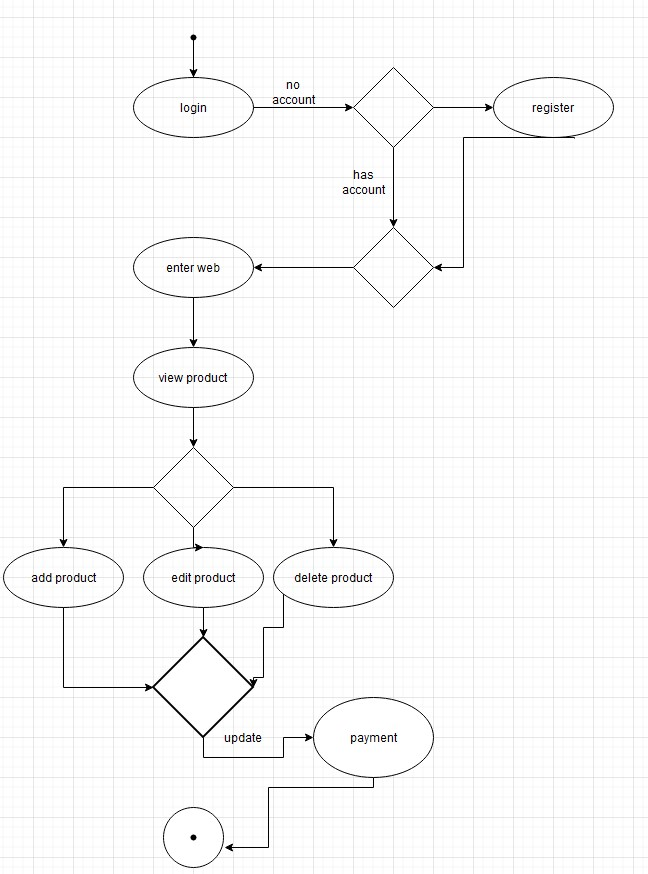 no
account
login
register
has
account
enter web
view product
add product
edit product
delete product
update
payment